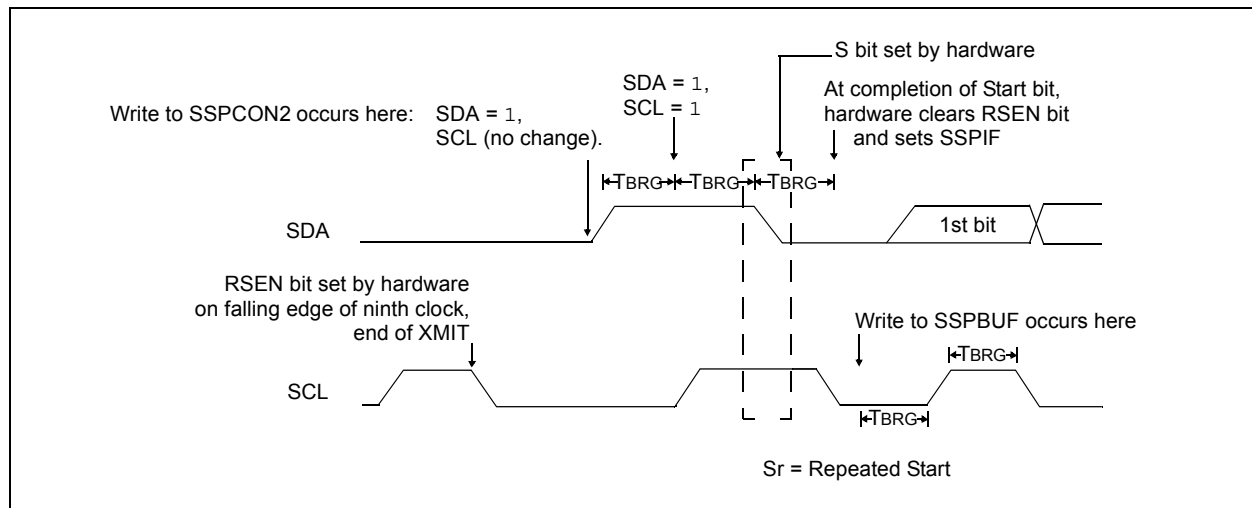 S bit set by hardware
SDA = 1,
SCL = 1
At completion of Start bit,
hardware clears RSEN bit
and sets SSPIF
Write to SSPCON2 occurs here:
SDA = 1,
SCL (no change).
TBRG TBRG TBRG
SDA
1st bit
RSEN bit set by hardware
on falling edge of ninth clock,
end of XMIT
Write to SSPBUF occurs here
TBRG
SCL
TBRG
Sr = Repeated Start